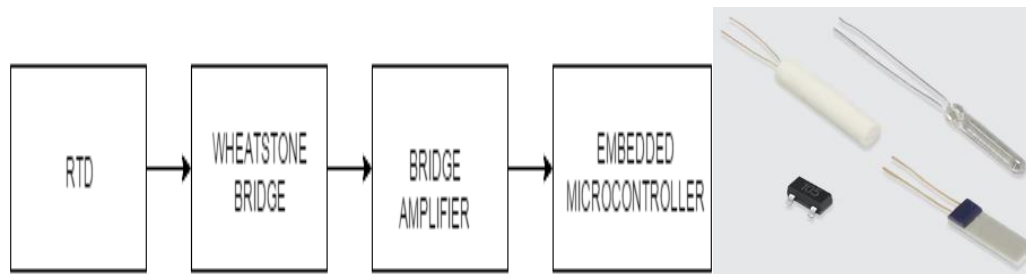 RTD
WHEATSTONE
BRIDGE
BRIDGE
AMPLIFIER
EMBEDDED
MICROCONTROLLER